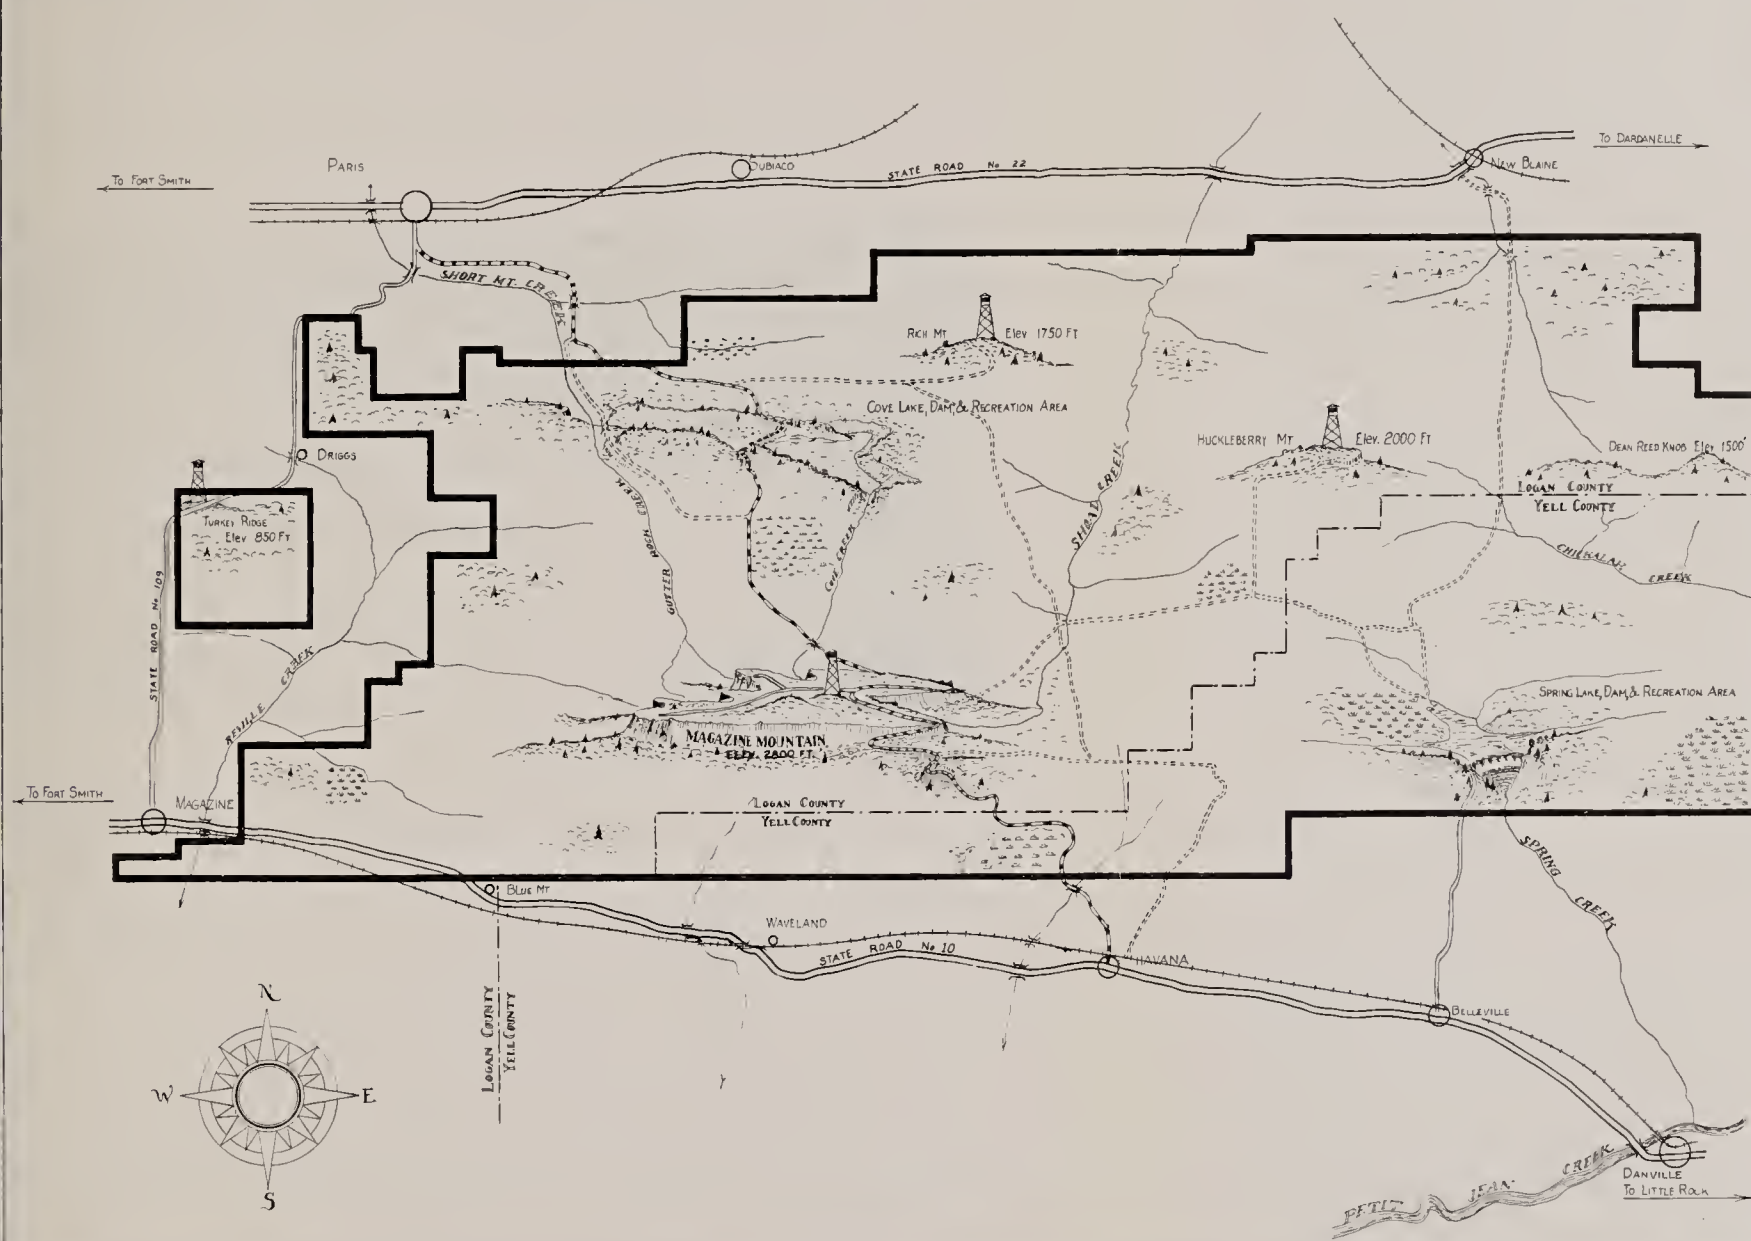 TO DARDANELLE
PARIS
SUBIACO
STATE ROAD No 22
NEW BLAINE
TO FORT SMITH
SHORT MT. CREEK
RICH MT
Elev 1750 FT
COVE LAKE, DAM, & RECREATION AREA
HUCKLEBERRY MT
Elev. 2000 FT
DEAN REED KNOB Elev 1500'
DRIGGS
LOGAN COUNTY
YELL COUNTY
TURKEY RIDGE
Elev 850 FT
SHOAL CREEK
GUTTER ROCK CREEK
COVE CREEK
CHICKALAH CREEK
STATE ROAD No 109
REVILLE CREEK
SPRING LAKE, DAM, & RECREATION AREA
MAGAZINE MOUNTAIN
ELEV. 2800 FT.
TO FORT SMITH
MAGAZINE
LOGAN COUNTY
YELL COUNTY
SPRING CREEK
BLUE MT
WAVELAND
STATE ROAD No 10
HAVANA
BELLEVILLE
LOGAN COUNTY
YELL COUNTY
N
W
E
S
PETIT JEAN CREEK
DANVILLE
TO LITTLE ROCK